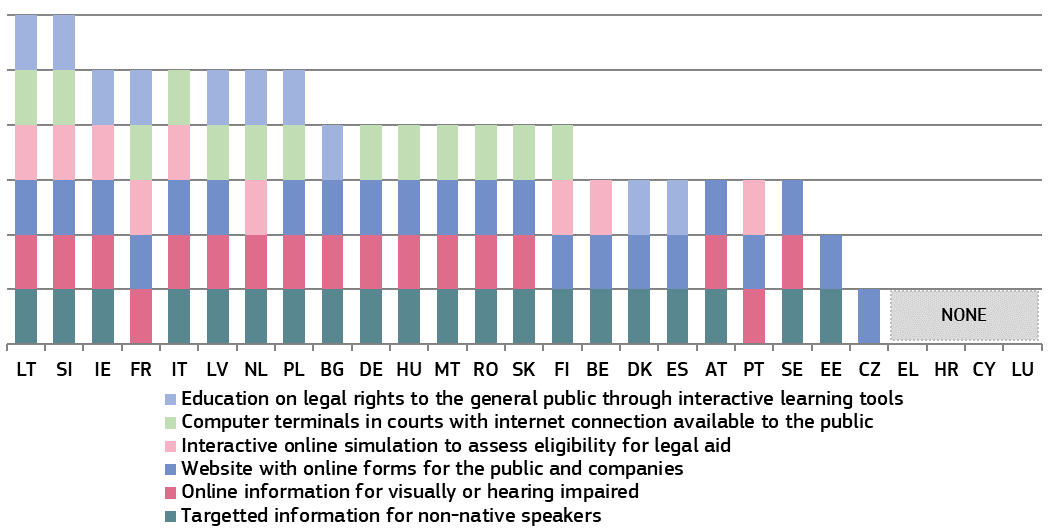 NONE
LT SI IE FR IT LV NL PL BG DE HU MT RO SK FI BE DK ES AT PT SE EE CZ EL HR CY LU
Education on legal rights to the general public through interactive learning tools
Computer terminals in courts with internet connection available to the public
Interactive online simulation to assess eligibility for legal aid
Website with online forms for the public and companies
Online information for visually or hearing impaired
Targetted information for non-native speakers